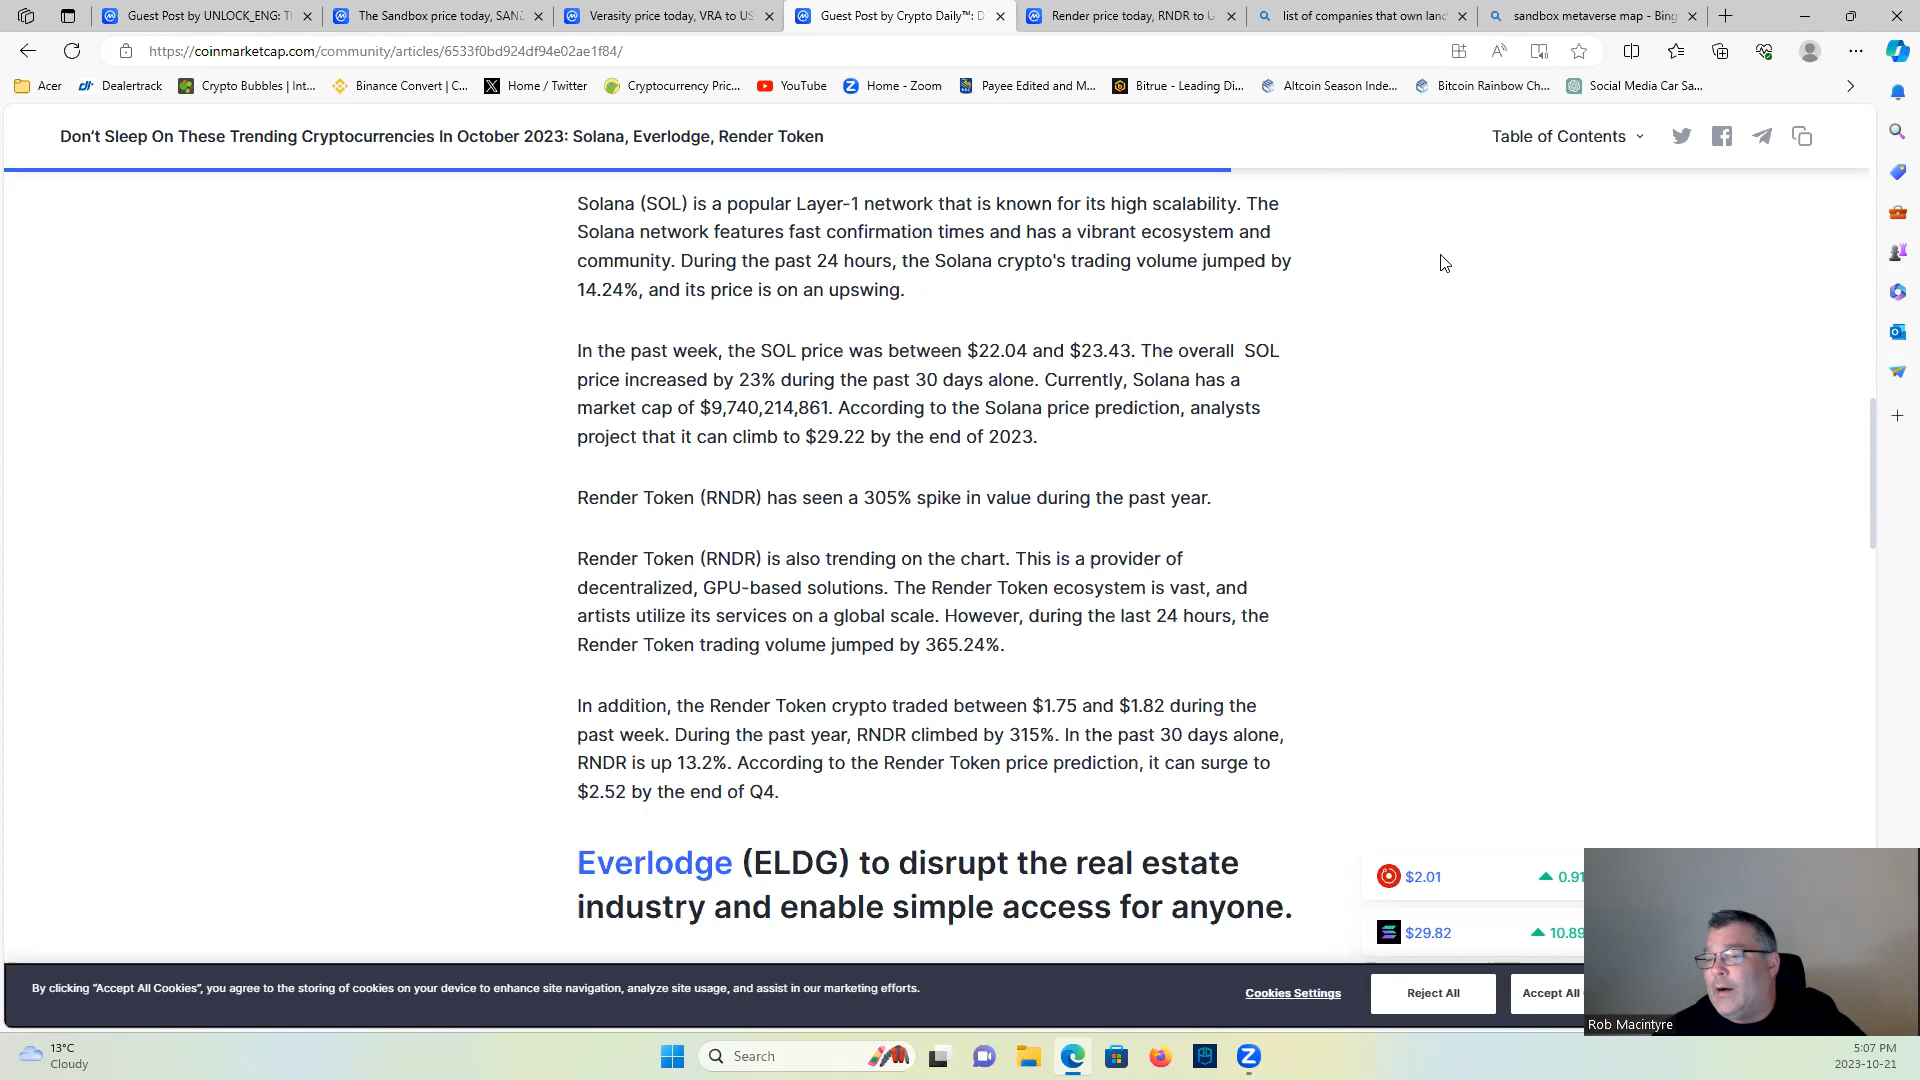 Guest Post by UNLOCK_ENG: T
The Sandbox price today, SAN
Verasity price today, VRA to US
Guest Post by Crypto Daily™: D
Render price today, RNDR to U
list of companies that own lan
sandbox metaverse map - Bing
https://coinmarketcap.com/community/articles/6533f0bd924df94e02ae1f84/
Acer
Dealertrack
Crypto Bubbles | Int...
Binance Convert | C...
Home / Twitter
Cryptocurrency Pric...
YouTube
Home - Zoom
Payee Edited and M...
Bitrue - Leading Di...
Altcoin Season Inde...
Bitcoin Rainbow Ch...
Social Media Car Sa...
Don’t Sleep On These Trending Cryptocurrencies In October 2023: Solana, Everlodge, Render Token
Table of Contents
Solana (SOL) is a popular Layer-1 network that is known for its high scalability. The
Solana network features fast confirmation times and has a vibrant ecosystem and
community. During the past 24 hours, the Solana crypto's trading volume jumped by
14.24%, and its price is on an upswing.
In the past week, the SOL price was between $22.04 and $23.43. The overall SOL
price increased by 23% during the past 30 days alone. Currently, Solana has a
market cap of $9,740,214,861. According to the Solana price prediction, analysts
project that it can climb to $29.22 by the end of 2023.
Render Token (RNDR) has seen a 305% spike in value during the past year.
Render Token (RNDR) is also trending on the chart. This is a provider of
decentralized, GPU-based solutions. The Render Token ecosystem is vast, and
artists utilize its services on a global scale. However, during the last 24 hours, the
Render Token trading volume jumped by 365.24%.
In addition, the Render Token crypto traded between $1.75 and $1.82 during the
past week. During the past year, RNDR climbed by 315%. In the past 30 days alone,
RNDR is up 13.2%. According to the Render Token price prediction, it can surge to
$2.52 by the end of Q4.
Everlodge (ELDG) to disrupt the real estate
industry and enable simple access for anyone.
$2.01
0.91
$29.82
10.89
By clicking “Accept All Cookies”, you agree to the storing of cookies on your device to enhance site navigation, analyze site usage, and assist in our marketing efforts.
Cookies Settings
Reject All
Accept All
Rob Macintyre
13°C
Cloudy
Search
5:07 PM
2023-10-21